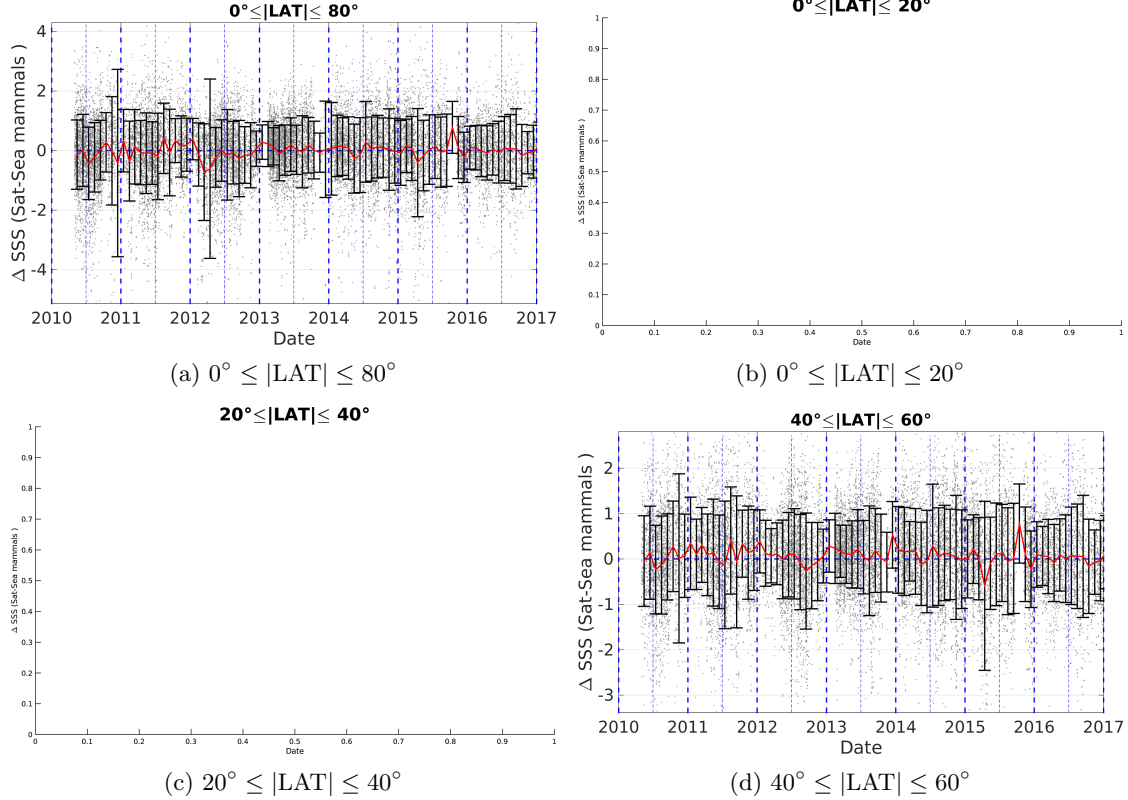 0°≤|LAT|≤ 80°
4
2
0
-2
-4
Δ SSS (Sat-Sea mammals )
2010 2011 2012 2013 2014 2015 2016 2017
Date
(a) 0° ≤ |LAT| ≤ 80°
0°≤|LAT|≤ 20°
1
0.9
0.8
0.7
0.6
0.5
0.4
0.3
0.2
0.1
0
Δ SSS (Sat-Sea mammals )
0 0.1 0.2 0.3 0.4 0.5 0.6 0.7 0.8 0.9 1
Date
(b) 0° ≤ |LAT| ≤ 20°
20°≤|LAT|≤ 40°
1
0.9
0.8
0.7
0.6
0.5
0.4
0.3
0.2
0.1
0
Δ SSS (Sat-Sea mammals )
0 0.1 0.2 0.3 0.4 0.5 0.6 0.7 0.8 0.9 1
Date
(c) 20° ≤ |LAT| ≤ 40°
40°≤|LAT|≤ 60°
2
1
0
-1
-2
-3
Δ SSS (Sat-Sea mammals )
2010 2011 2012 2013 2014 2015 2016 2017
Date
(d) 40° ≤ |LAT| ≤ 60°